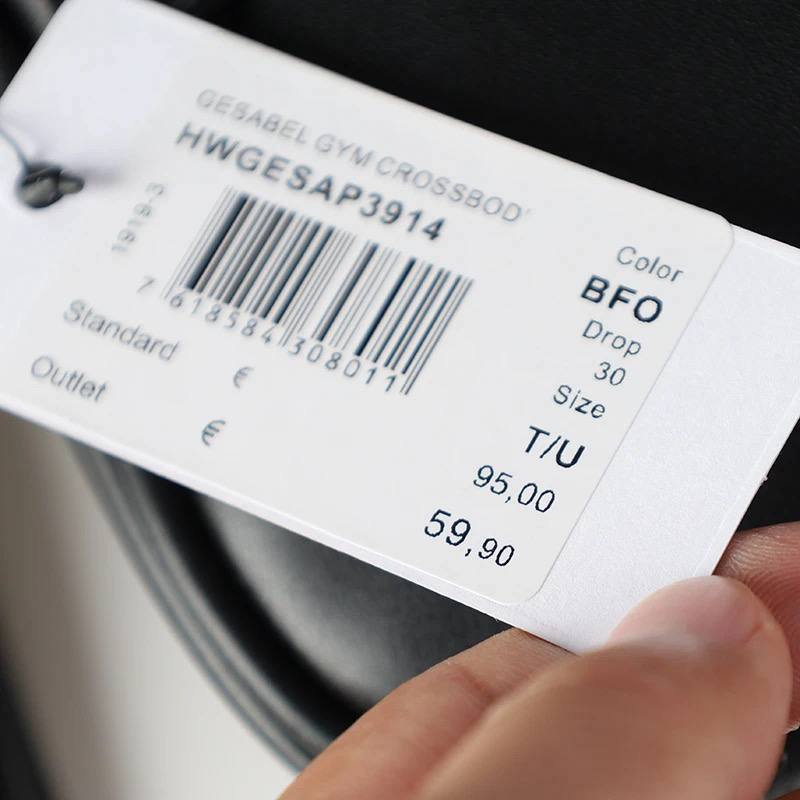 GESABEL GYM CROSSBOD
HWGESAP3914
1919-3
7 618584 308011
Color
BFO
Drop
30
Size
T/U
Standard € 95,00
Outlet € 59,90